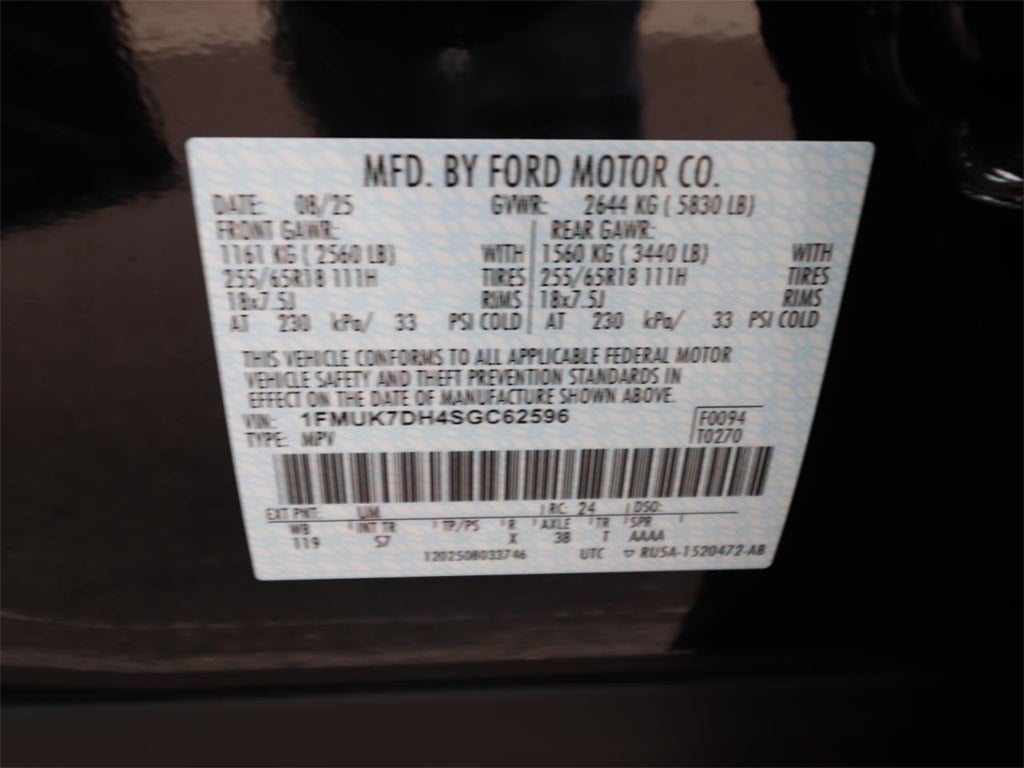 MFD. BY FORD MOTOR CO.
DATE: 08/25 GVWR: 2644 KG ( 5830 LB)
FRONT GAWR: REAR GAWR:
1161 KG ( 2560 LB) WITH 1560 KG ( 3440 LB) WITH
255/65R18 111H TIRES 255/65R18 111H TIRES
18x7.5J RIMS 18x7.5J RIMS
AT 230 kPa/ 33 PSI COLD AT 230 kPa/ 33 PSI COLD
THIS VEHICLE CONFORMS TO ALL APPLICABLE FEDERAL MOTOR
VEHICLE SAFETY AND THEFT PREVENTION STANDARDS IN
EFFECT ON THE DATE OF MANUFACTURE SHOWN ABOVE.
VIN: 1FMUK7DH4SGC62596 F0094
TYPE: MPV T0270
EXT PNT: UM RC: 24 DSO:
WB INT TR TP/PS R AXLE TR SPR
119 S7 X 38 T AAAA
1202508033746 UTC ▽ RU5A-1520472-AB